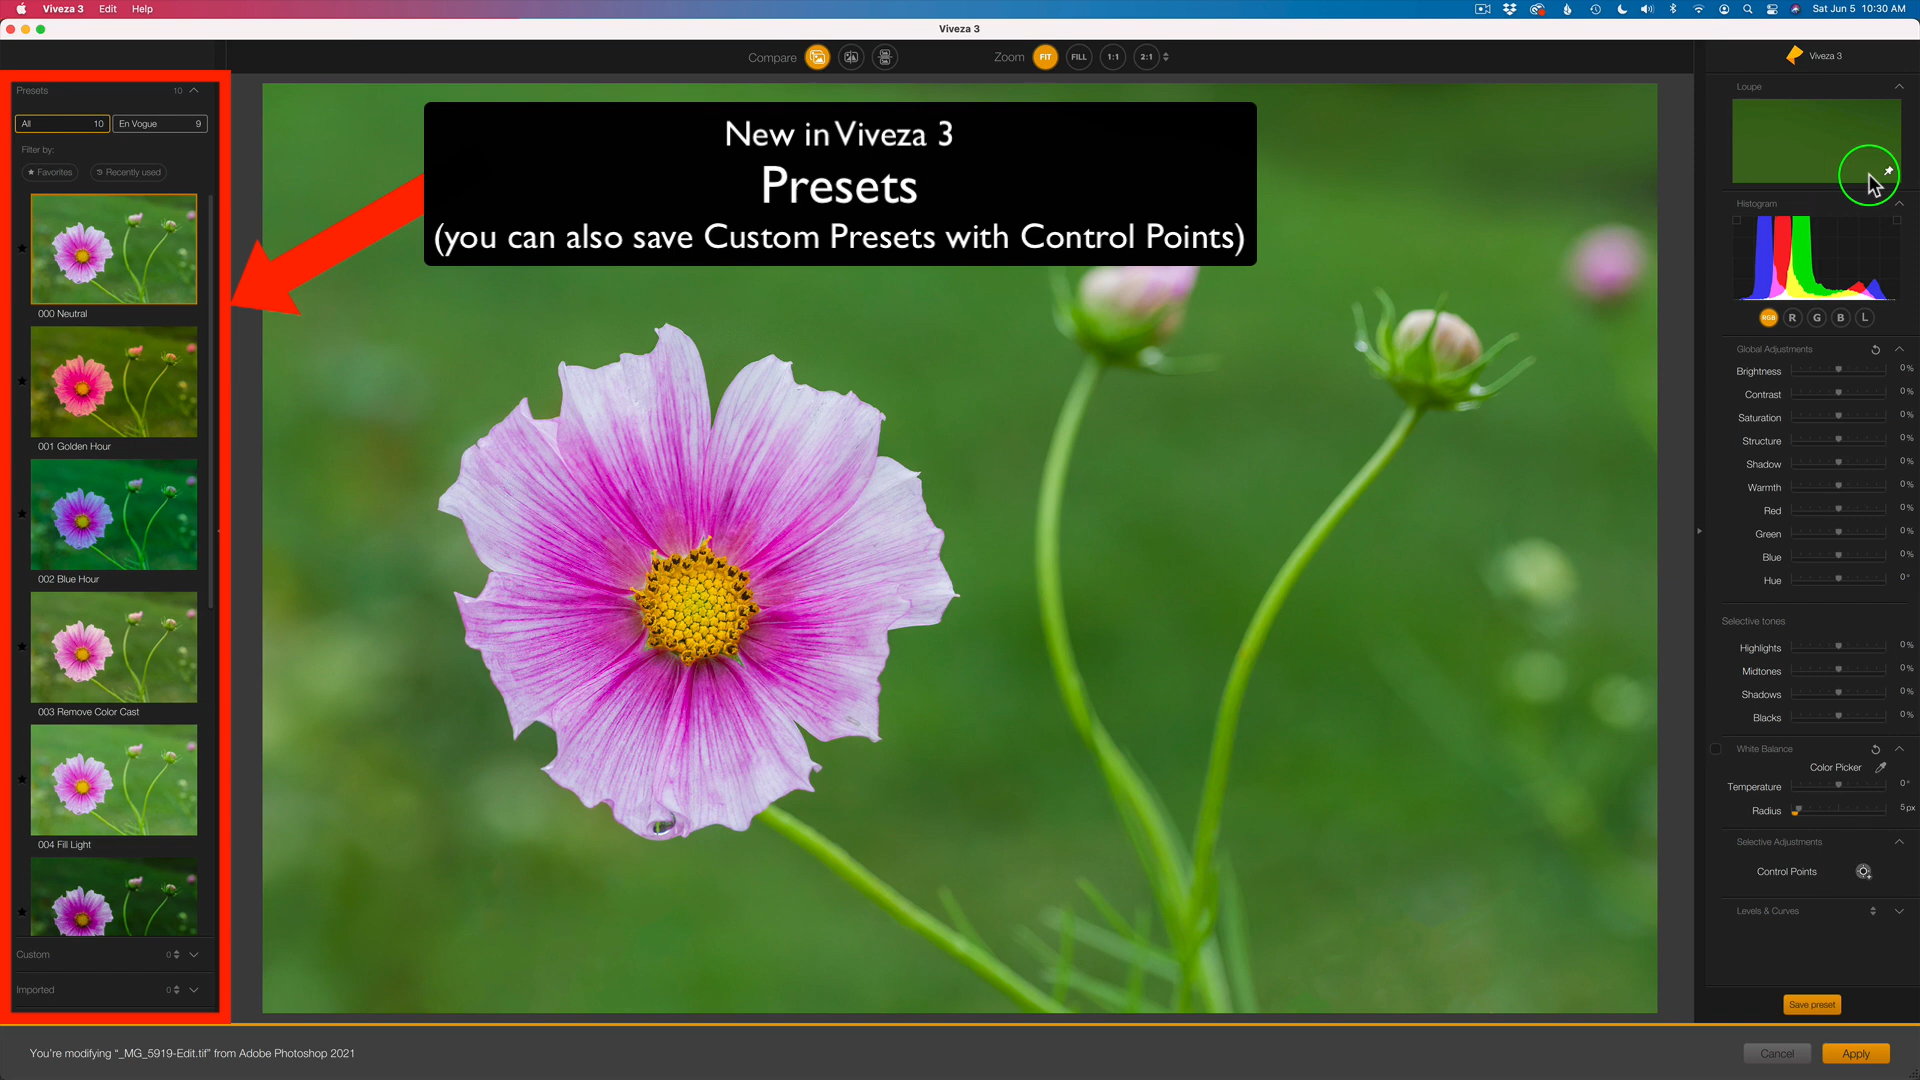 Viveza 3 Edit Help
Sat Jun 5 10:30 AM
Viveza 3
Compare
Zoom FIT FILL 1:1 2:1
Viveza 3
Presets 10
All 10 En Vogue 9
Filter by:
Favorites Recently used
000 Neutral
001 Golden Hour
002 Blue Hour
003 Remove Color Cast
004 Fill Light
Custom 0
Imported 0
New in Viveza 3
Presets
(you can also save Custom Presets with Control Points)
Loupe
Histogram
RGB R G B L
Global Adjustments
Brightness 0 %
Contrast 0 %
Saturation 0 %
Structure 0 %
Shadow 0 %
Warmth 0 %
Red 0 %
Green 0 %
Blue 0 %
Hue 0 °
Selective tones
Highlights 0 %
Midtones 0 %
Shadows 0 %
Blacks 0 %
White Balance
Color Picker
Temperature 0 °
Radius 5 px
Selective Adjustments
Control Points
Levels & Curves
Save preset
You're modifying “_MG_5919-Edit.tif” from Adobe Photoshop 2021
Cancel Apply